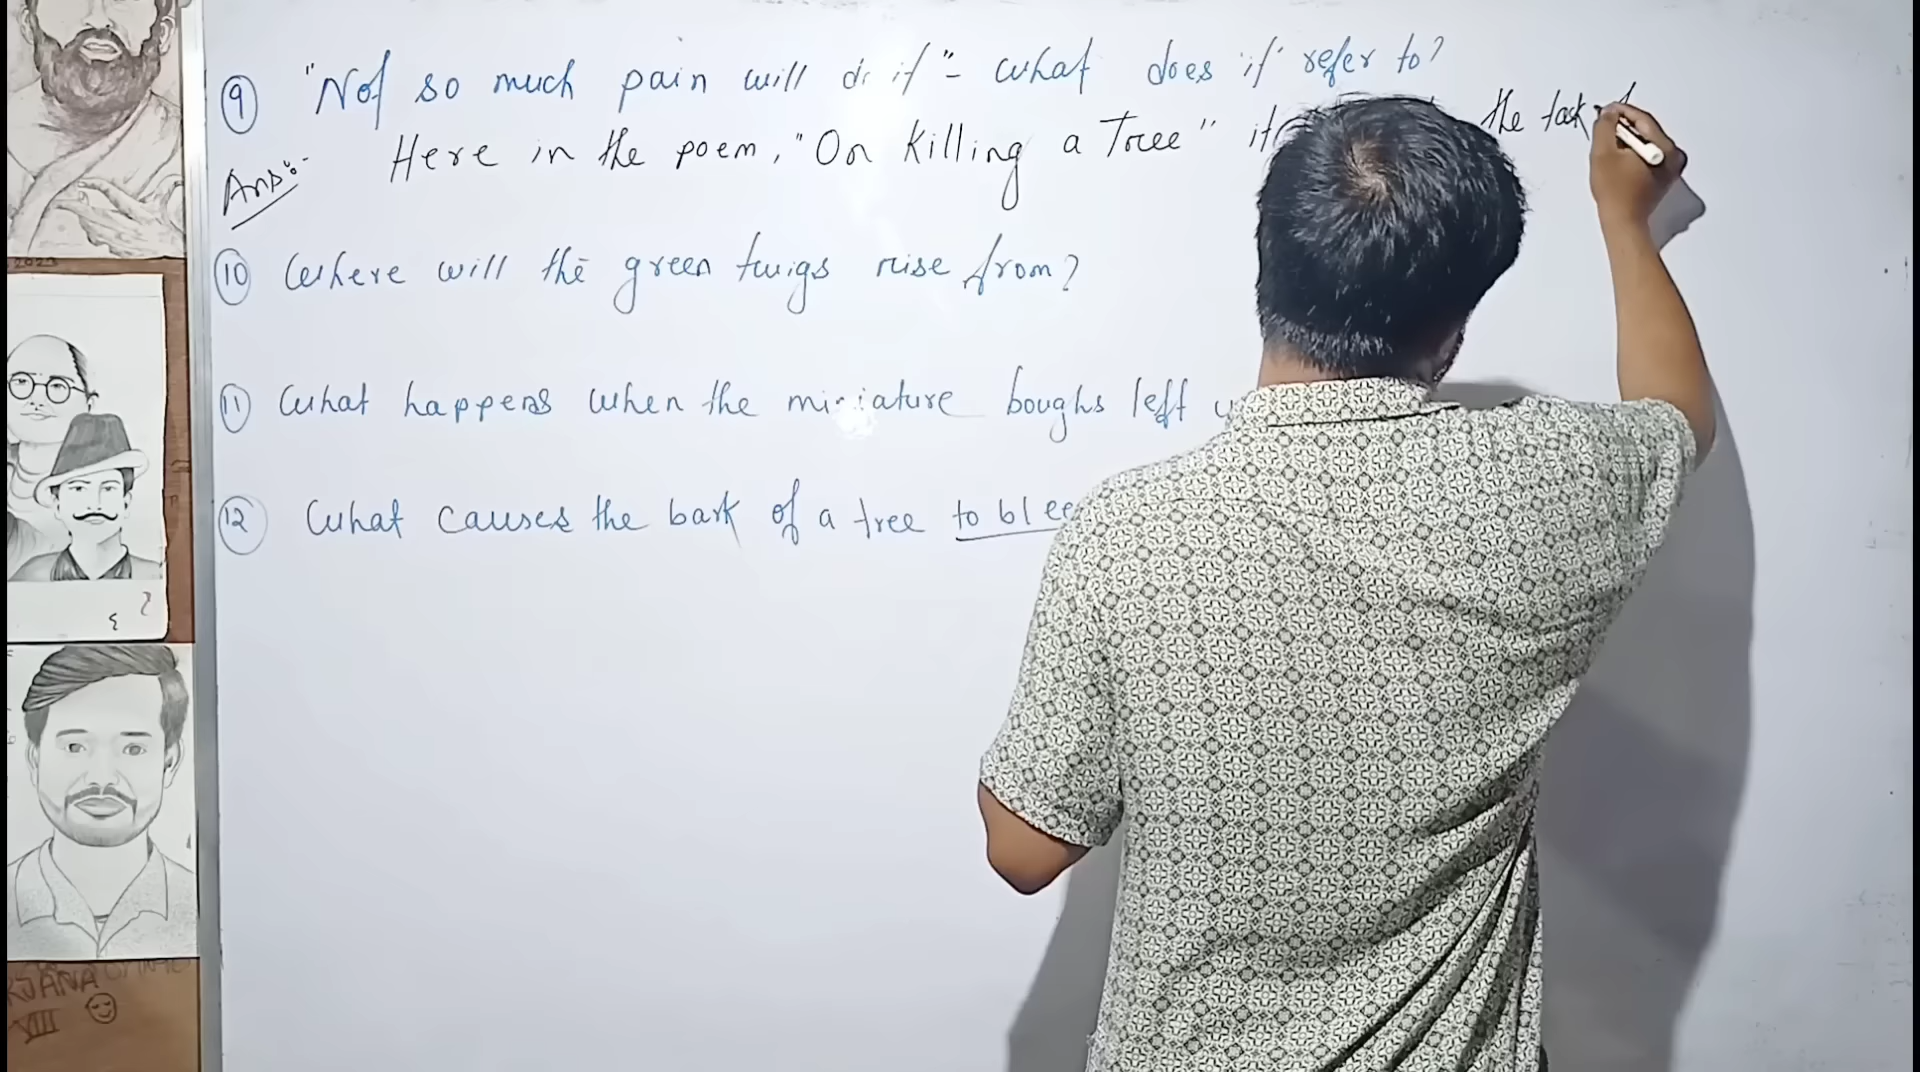 ⑨ "Not so much pain will do it" - What does 'it' refer to?
Ans:- Here in the poem, "On Killing a Tree" it the task
⑩ Where will the green twigs rise from?
⑪ What happens when the miniature boughs left
⑫ What causes the bark of a tree to blee
2023
RJANA
VIII